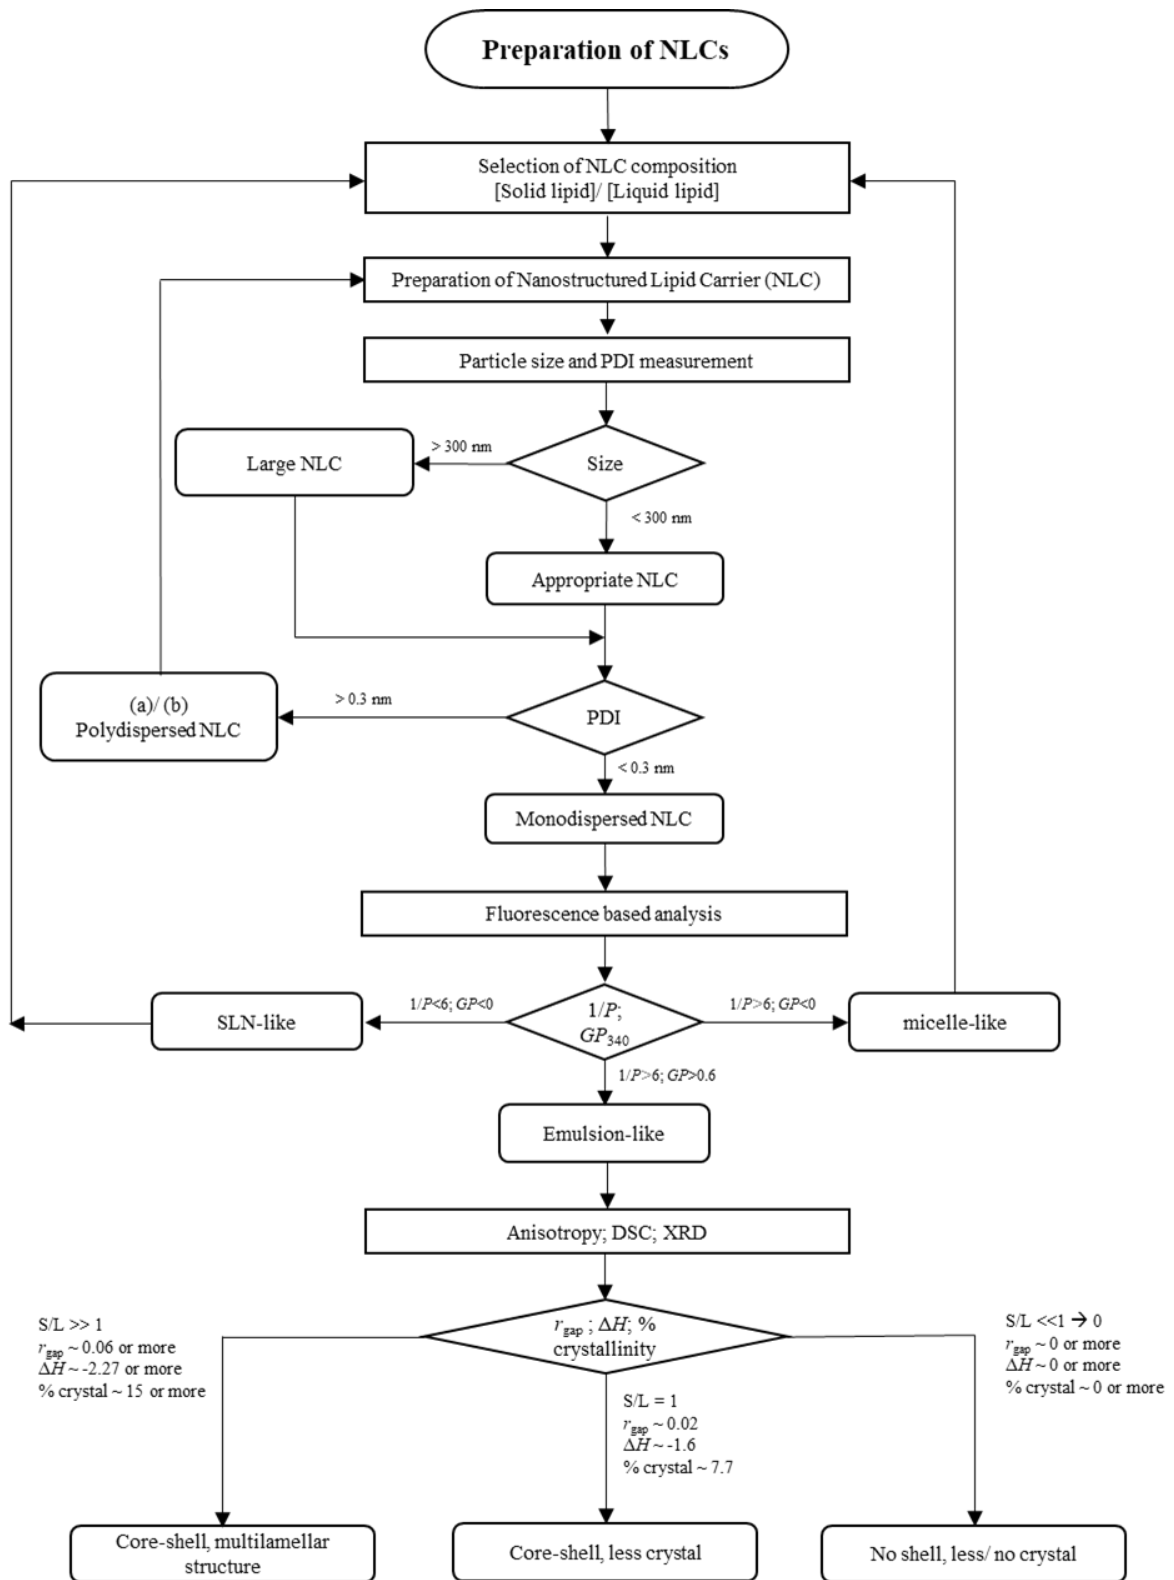 Preparation of NLCs
Selection of NLC composition
[Solid lipid]/ [Liquid lipid]
Preparation of Nanostructured Lipid Carrier (NLC)
Particle size and PDI measurement
> 300 nm
Large NLC
Size
< 300 nm
Appropriate NLC
(a)/ (b)
Polydispersed NLC
> 0.3 nm
PDI
< 0.3 nm
Monodispersed NLC
Fluorescence based analysis
SLN-like
1/P<6; GP<0
1/P;
GP340
1/P>6; GP<0
micelle-like
1/P>6; GP>0.6
Emulsion-like
Anisotropy; DSC; XRD
S/L >> 1
rgap ~ 0.06 or more
ΔH ~ -2.27 or more
% crystal ~ 15 or more
rgap ; ΔH; %
crystallinity
S/L <<1 → 0
rgap ~ 0 or more
ΔH ~ 0 or more
% crystal ~ 0 or more
S/L = 1
rgap ~ 0.02
ΔH ~ -1.6
% crystal ~ 7.7
Core-shell, multilamellar
structure
Core-shell, less crystal
No shell, less/ no crystal